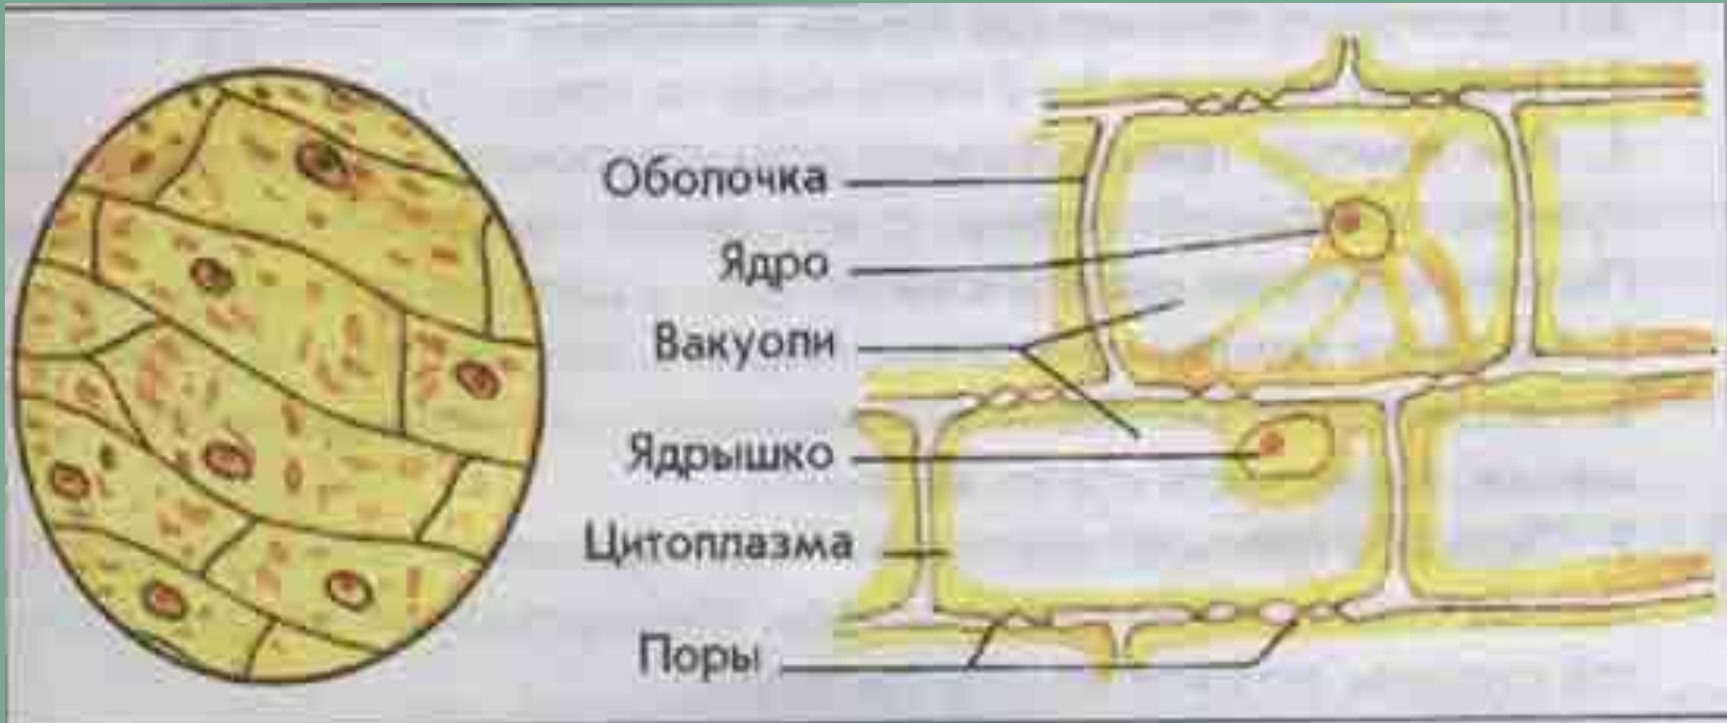 Оболочка
Ядро
Вакуоли
Ядрышко
Цитоплазма
Поры